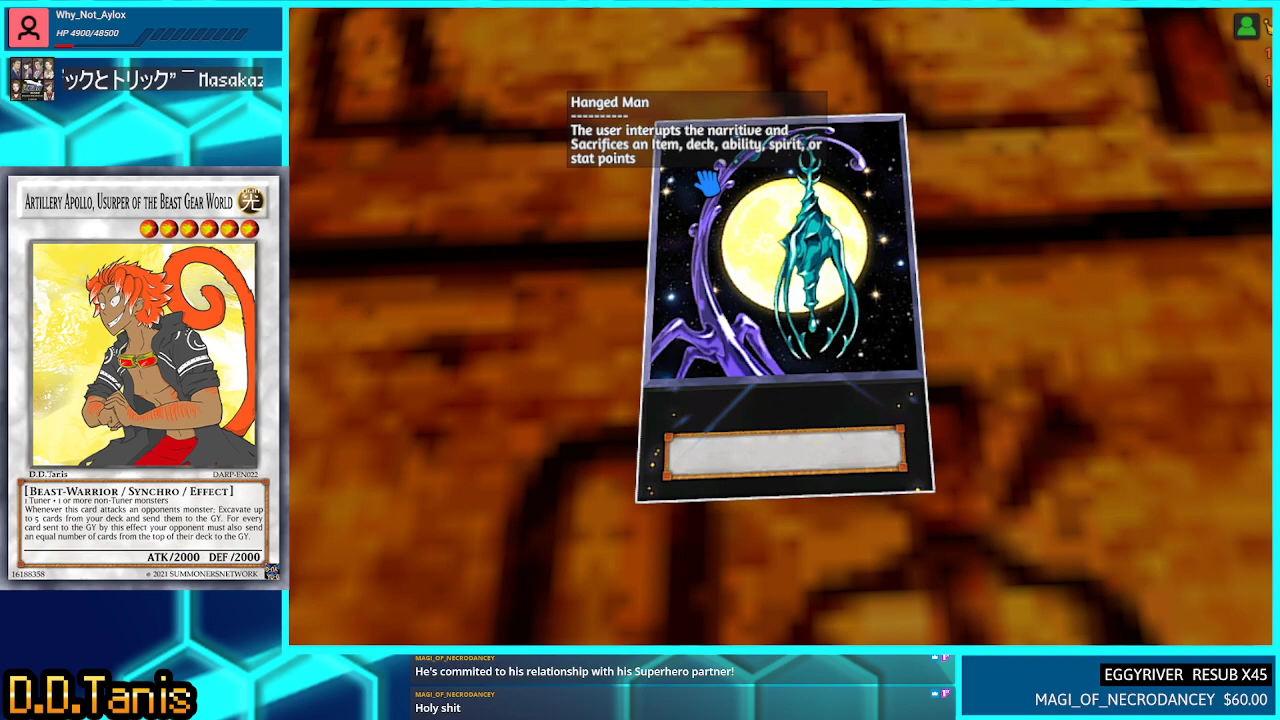 Why_Not_Aylox
HP 4900/48500
ックとトリック” ― Masakaz
ARTILLERY APOLLO, USURPER OF THE BEAST GEAR WORLD
光
D.D.Tanis
DARP-EN022
[BEAST-WARRIOR / SYNCHRO / EFFECT]
1 Tuner + 1 or more non-Tuner monsters
Whenever this card attacks an opponents monster; Excavate up
to 5 cards from your deck and send them to the GY. For every
card sent to the GY by this effect your opponent must also send
an equal number of cards from the top of their deck to the GY.
ATK/2000 DEF/2000
16188358
© 2021 SUMMONERSNETWORK
Hanged Man
----------
The user interupts the narritive and
Sacrifices an Item, deck, ability, spirit, or
stat points
D.D.Tanis
MAGI_OF_NECRODANCEY
He's commited to his relationship with his Superhero partner!
MAGI_OF_NECRODANCEY
Holy shit
EGGYRIVER RESUB X45
MAGI_OF_NECRODANCEY $60.00